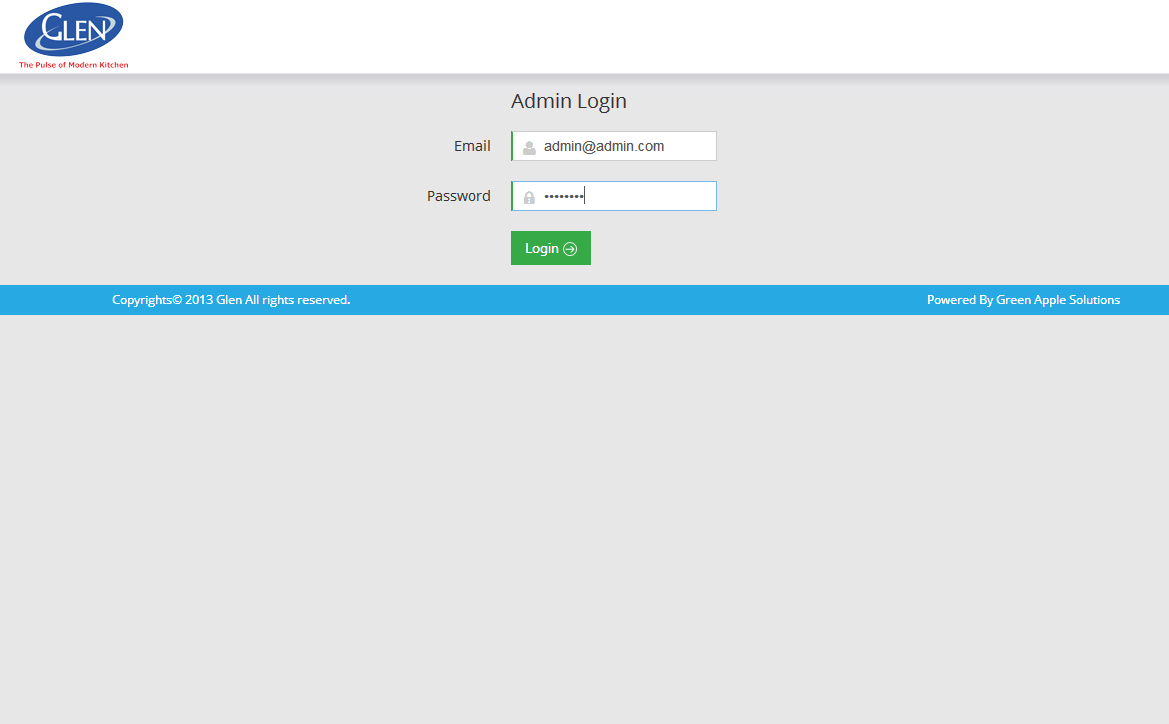 GLEN
The Pulse of Modern Kitchen
Admin Login
Email
admin@admin.com
Password
••••••••
Login
Copyrights© 2013 Glen All rights reserved.
Powered By Green Apple Solutions